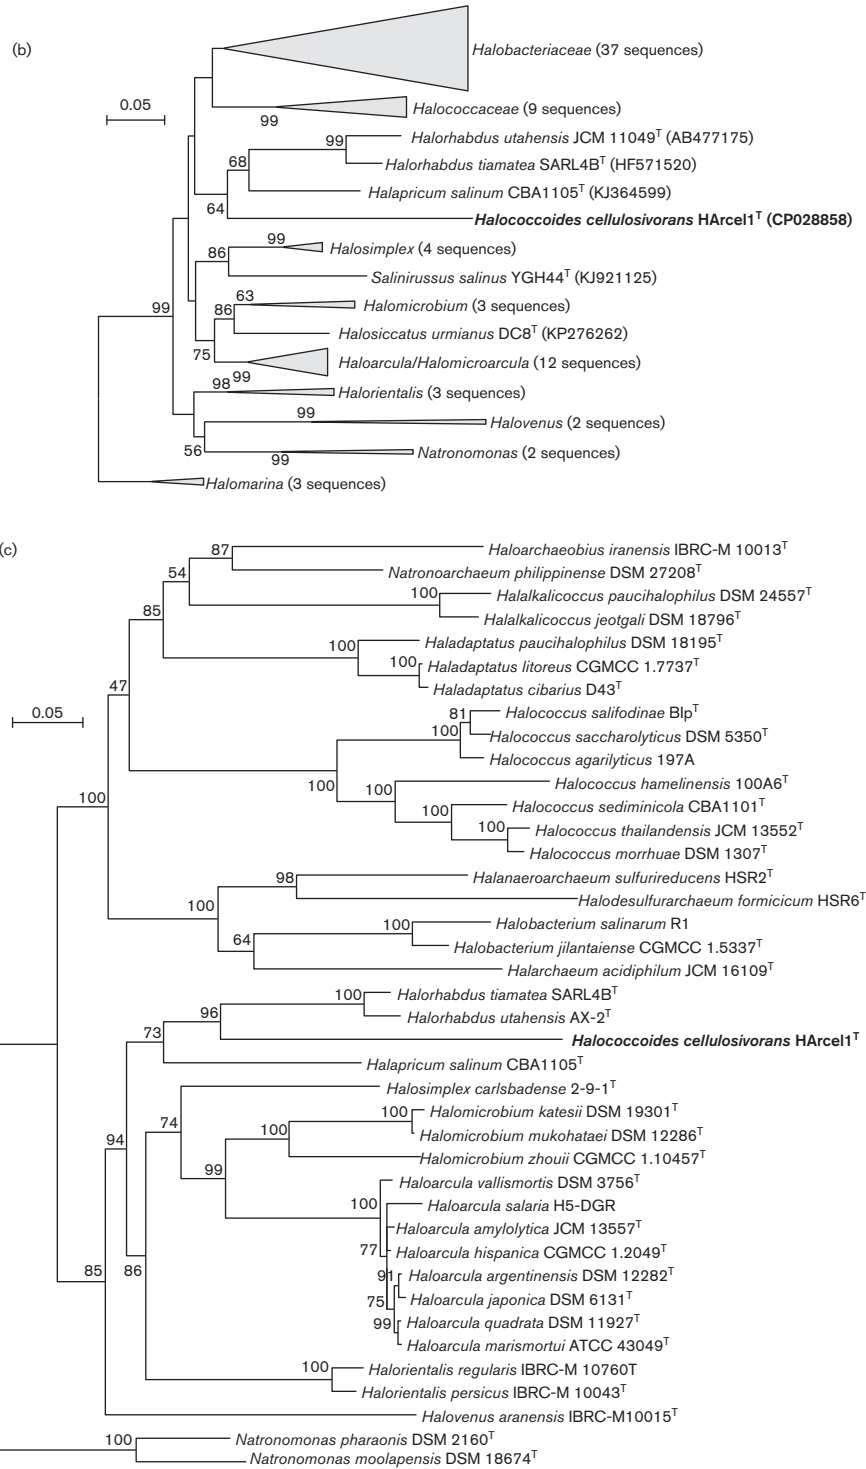 (b)
Halobacteriaceae (37 sequences)
0.05
Halococcaceae (9 sequences)
99
Halorhabdus utahensis JCM 11049ᵀ (AB477175)
99
Halorhabdus tiamatea SARL4Bᵀ (HF571520)
68
Halapricum salinum CBA1105ᵀ (KJ364599)
64
Halococcoides cellulosivorans HArcel1ᵀ (CP028858)
99
Halosimplex (4 sequences)
86
Salinirussus salinus YGH44ᵀ (KJ921125)
63
Halomicrobium (3 sequences)
99
86
Halosiccatus urmianus DC8ᵀ (KP276262)
75
Haloarcula/Halomicroarcula (12 sequences)
99
98
Halorientalis (3 sequences)
99
Halovenus (2 sequences)
56
Natronomonas (2 sequences)
99
Halomarina (3 sequences)
(c)
87
Haloarchaeobius iranensis IBRC-M 10013ᵀ
54
Natronoarchaeum philippinense DSM 27208ᵀ
100
Halalkalicoccus paucihalophilus DSM 24557ᵀ
85
Halalkalicoccus jeotgali DSM 18796ᵀ
100
Haladaptatus paucihalophilus DSM 18195ᵀ
100
Haladaptatus litoreus CGMCC 1.7737ᵀ
47
Haladaptatus cibarius D43ᵀ
0.05
81
Halococcus salifodinae BIpᵀ
100
Halococcus saccharolyticus DSM 5350ᵀ
Halococcus agarilyticus 197A
100
100
Halococcus hamelinensis 100A6ᵀ
100
100
Halococcus sediminicola CBA1101ᵀ
100
Halococcus thailandensis JCM 13552ᵀ
Halococcus morrhuae DSM 1307ᵀ
98
Halanaeroarchaeum sulfurireducens HSR2ᵀ
100
Halodesulfurarchaeum formicicum HSR6ᵀ
100
Halobacterium salinarum R1
64
Halobacterium jilantaiense CGMCC 1.5337ᵀ
Halarchaeum acidiphilum JCM 16109ᵀ
100
Halorhabdus tiamatea SARL4Bᵀ
96
Halorhabdus utahensis AX-2ᵀ
73
Halococcoides cellulosivorans HArcel1ᵀ
Halapricum salinum CBA1105ᵀ
Halosimplex carlsbadense 2-9-1ᵀ
74
100
Halomicrobium katesii DSM 19301ᵀ
94
100
Halomicrobium mukohataei DSM 12286ᵀ
99
Halomicrobium zhouii CGMCC 1.10457ᵀ
Haloarcula vallismortis DSM 3756ᵀ
100
Haloarcula salaria H5-DGR
Haloarcula amylolytica JCM 13557ᵀ
77
Haloarcula hispanica CGMCC 1.2049ᵀ
85
86
91
Haloarcula argentinensis DSM 12282ᵀ
75
Haloarcula japonica DSM 6131ᵀ
99
Haloarcula quadrata DSM 11927ᵀ
Haloarcula marismortui ATCC 43049ᵀ
100
Halorientalis regularis IBRC-M 10760T
Halorientalis persicus IBRC-M 10043ᵀ
Halovenus aranensis IBRC-M10015ᵀ
100
Natronomonas pharaonis DSM 2160ᵀ
Natronomonas moolapensis DSM 18674ᵀ